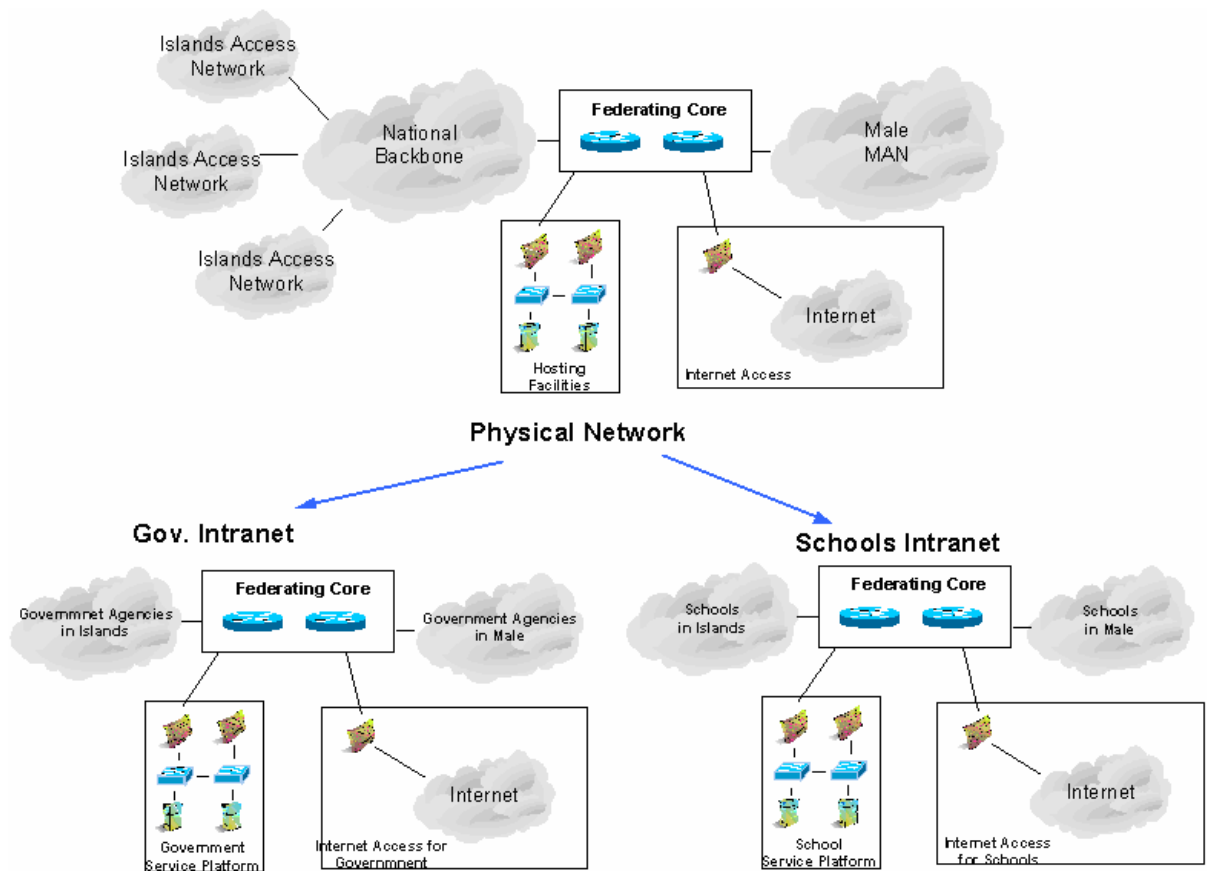 Islands Access
Network
Islands Access
Network
Islands Access
Network
National
Backbone
Federating Core
Male
MAN
Hosting
Facilities
Internet
Internet Access
Physical Network
Gov. Intranet
Federating Core
Governmnet Agencies
in Islands
Government Agencies
in Male
Government
Service Platform
Internet
Internet Access for
Governmnent
Schools Intranet
Federating Core
Schools
in Islands
Schools
in Male
School
Service Platform
Internet
Internet Access
for Schools